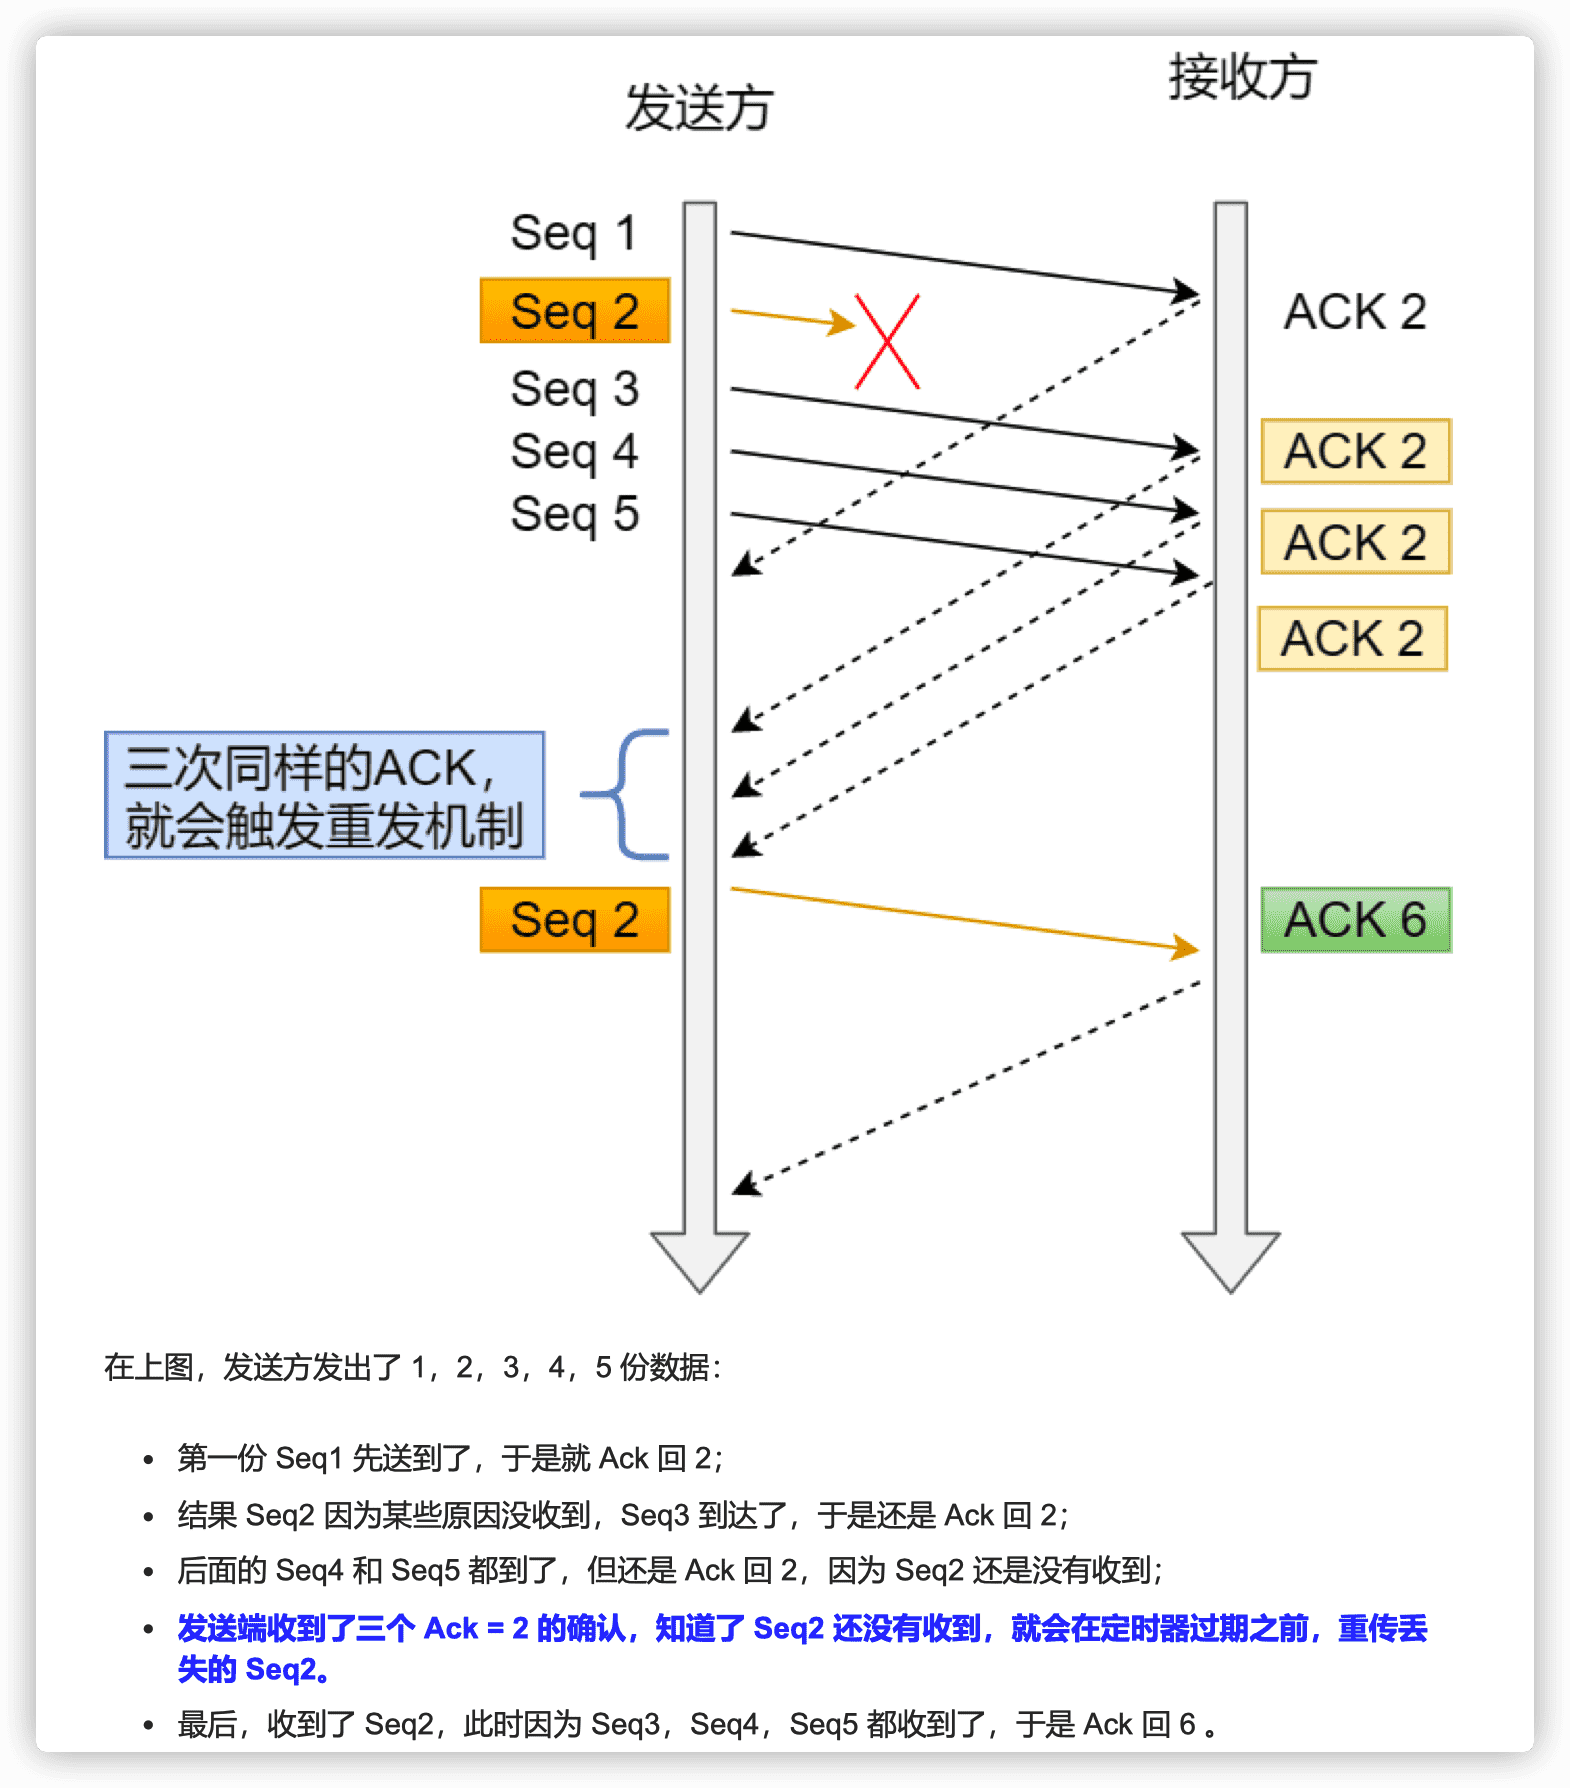 发送方
接收方
Seq 1
Seq 2
ACK 2
Seq 3
Seq 4
ACK 2
Seq 5
ACK 2
ACK 2
三次同样的ACK，
就会触发重发机制
Seq 2
ACK 6
在上图，发送方发出了 1，2，3，4，5 份数据：
• 第一份 Seq1 先送到了，于是就 Ack 回 2；
• 结果 Seq2 因为某些原因没收到，Seq3 到达了，于是还是 Ack 回 2；
• 后面的 Seq4 和 Seq5 都到了，但还是 Ack 回 2，因为 Seq2 还是没有收到；
• 发送端收到了三个 Ack = 2 的确认，知道了 Seq2 还没有收到，就会在定时器过期之前，重传丢
失的 Seq2。
• 最后，收到了 Seq2，此时因为 Seq3，Seq4，Seq5 都收到了，于是 Ack 回 6 。